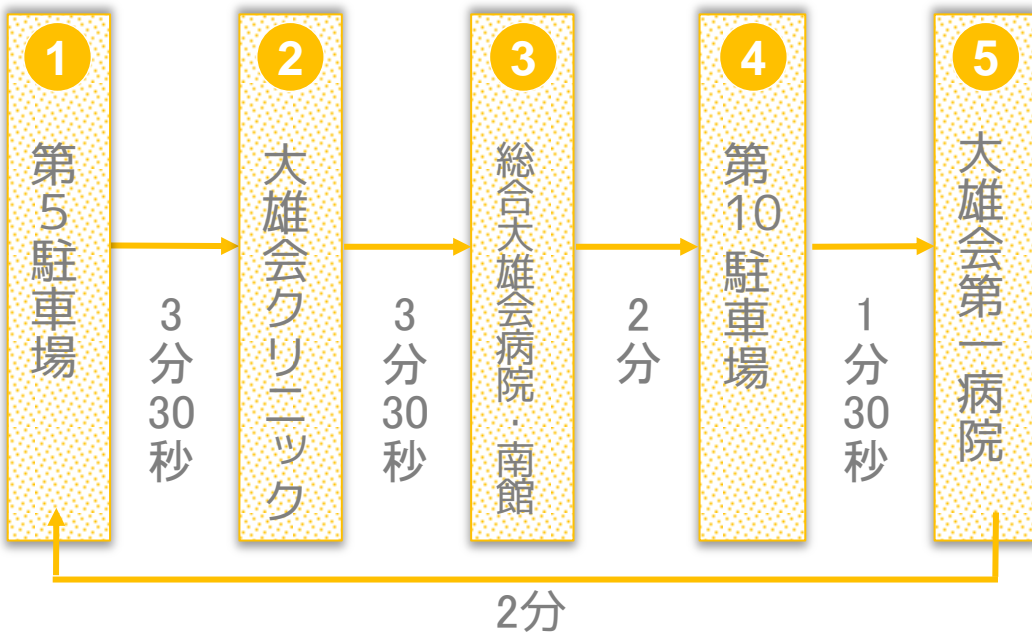 1
第5駐車場
3分30秒
2
大雄会クリニック
3分30秒
3
総合大雄会病院・南館
2分
4
第10駐車場
1分30秒
5
大雄会第一病院
2分